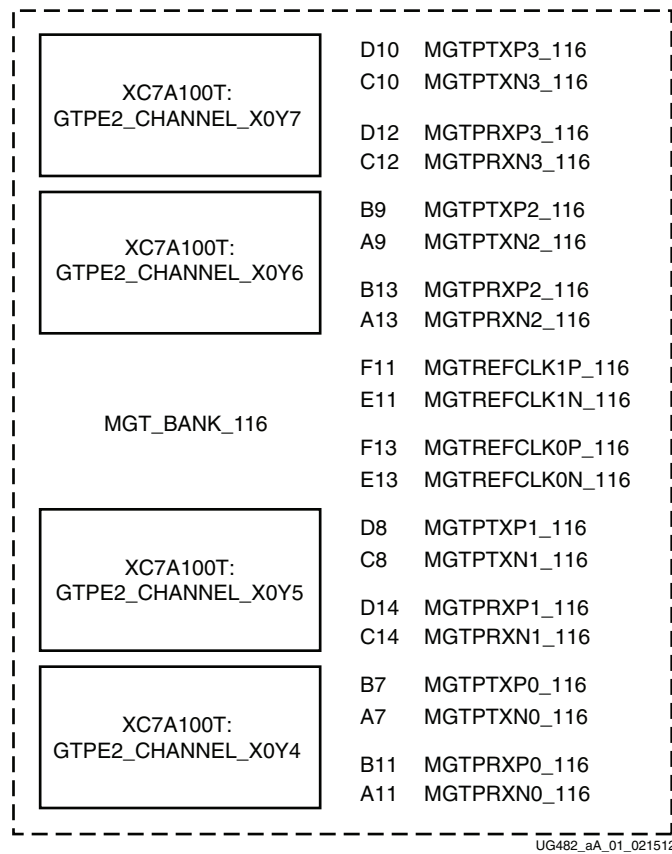 XC7A100T:
GTPE2_CHANNEL_X0Y7
D10 MGTPTXP3_116
C10 MGTPTXN3_116
D12 MGTPRXP3_116
C12 MGTPRXN3_116
XC7A100T:
GTPE2_CHANNEL_X0Y6
B9 MGTPTXP2_116
A9 MGTPTXN2_116
B13 MGTPRXP2_116
A13 MGTPRXN2_116
MGT_BANK_116
F11 MGTREFCLK1P_116
E11 MGTREFCLK1N_116
F13 MGTREFCLK0P_116
E13 MGTREFCLK0N_116
XC7A100T:
GTPE2_CHANNEL_X0Y5
D8 MGTPTXP1_116
C8 MGTPTXN1_116
D14 MGTPRXP1_116
C14 MGTPRXN1_116
XC7A100T:
GTPE2_CHANNEL_X0Y4
B7 MGTPTXP0_116
A7 MGTPTXN0_116
B11 MGTPRXP0_116
A11 MGTPRXN0_116
UG482_aA_01_021512